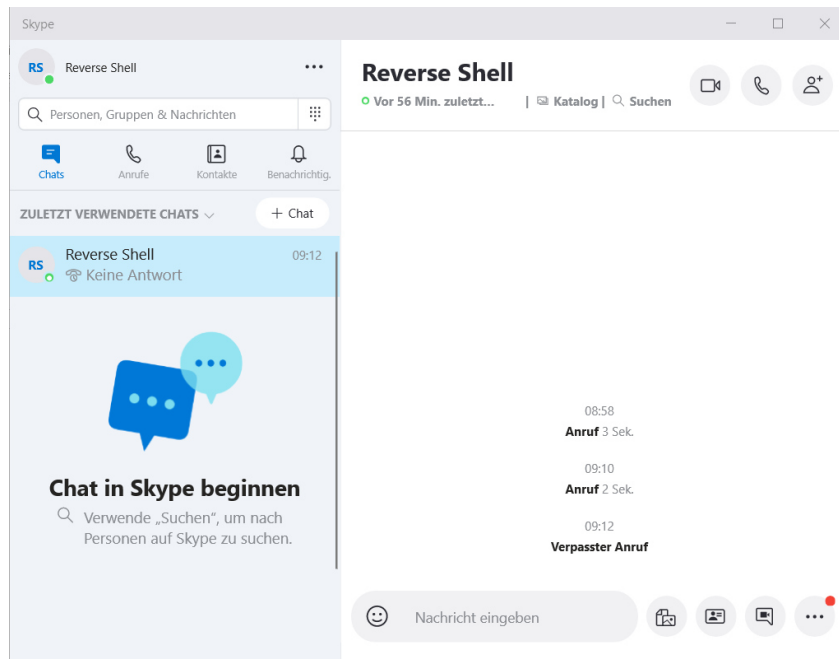 Skype
RS Reverse Shell
Personen, Gruppen & Nachrichten
Chats Anrufe Kontakte Benachrichtig.
ZULETZT VERWENDETE CHATS + Chat
RS Reverse Shell 09:12
Keine Antwort
Chat in Skype beginnen
Verwende „Suchen", um nach
Personen auf Skype zu suchen.
Reverse Shell
Vor 56 Min. zuletzt... | Katalog | Suchen
08:58
Anruf 3 Sek.
09:10
Anruf 2 Sek.
09:12
Verpasster Anruf
Nachricht eingeben